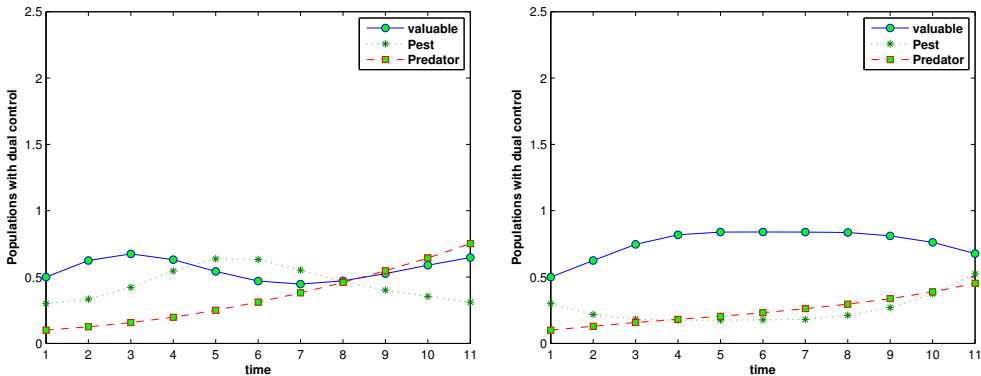 2.5
2
1.5
1
0.5
0
1 2 3 4 5 6 7 8 9 10 11
time
Populations with dual control
valuable
Pest
Predator
2.5
2
1.5
1
0.5
0
1 2 3 4 5 6 7 8 9 10 11
time
Populations with dual control
valuable
Pest
Predator